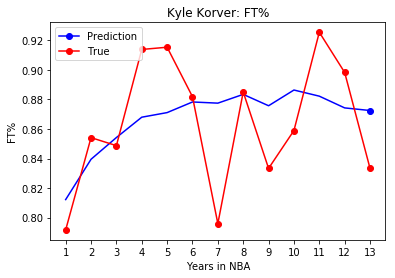 Kyle Korver: FT%
Prediction
True
0.92
0.90
0.88
0.86
0.84
0.82
0.80
FT%
1 2 3 4 5 6 7 8 9 10 11 12 13
Years in NBA